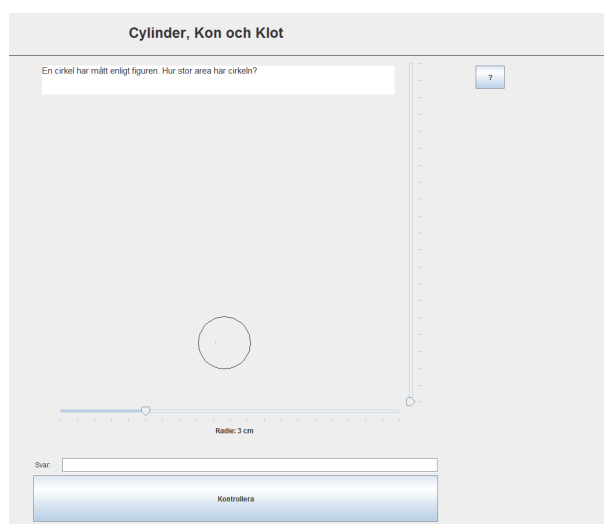 Cylinder, Kon och Klot
En cirkel har mått enligt figuren. Hur stor area har cirkeln?
?
Radie: 3 cm
Svar:
Kontrollera